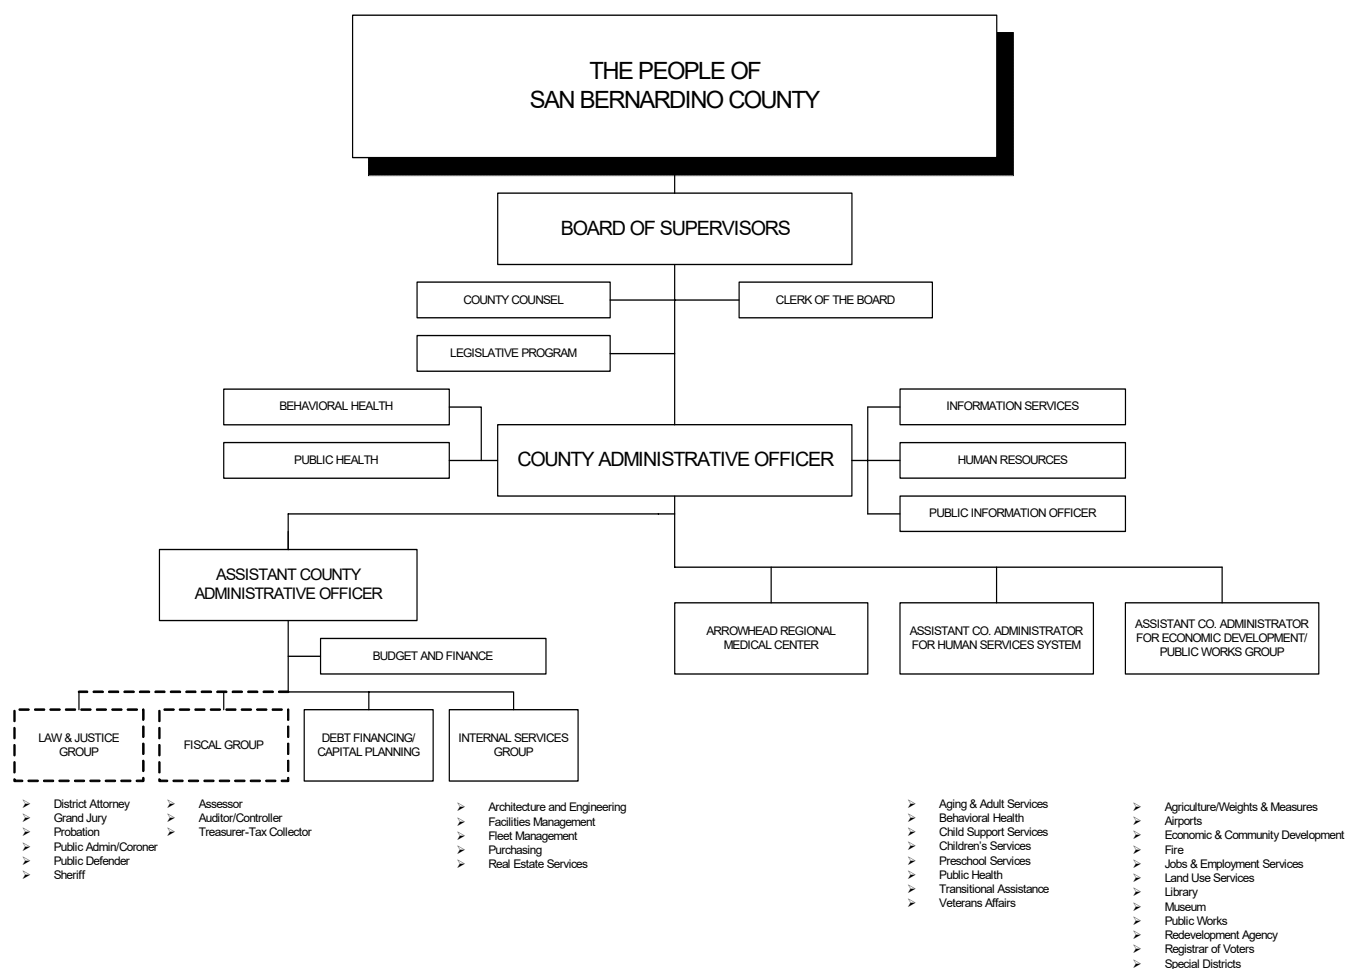 THE PEOPLE OF
SAN BERNARDINO COUNTY
BOARD OF SUPERVISORS
COUNTY COUNSEL
CLERK OF THE BOARD
LEGISLATIVE PROGRAM
BEHAVIORAL HEALTH
INFORMATION SERVICES
PUBLIC HEALTH
COUNTY ADMINISTRATIVE OFFICER
HUMAN RESOURCES
PUBLIC INFORMATION OFFICER
ASSISTANT COUNTY
ADMINISTRATIVE OFFICER
ARROWHEAD REGIONAL
MEDICAL CENTER
ASSISTANT CO. ADMINISTRATOR
FOR HUMAN SERVICES SYSTEM
ASSISTANT CO. ADMINISTRATOR
FOR ECONOMIC DEVELOPMENT/
PUBLIC WORKS GROUP
BUDGET AND FINANCE
LAW & JUSTICE
GROUP
FISCAL GROUP
DEBT FINANCING/
CAPITAL PLANNING
INTERNAL SERVICES
GROUP
District Attorney
Grand Jury
Probation
Public Admin/Coroner
Public Defender
Sheriff
Assessor
Auditor/Controller
Treasurer-Tax Collector
Architecture and Engineering
Facilities Management
Fleet Management
Purchasing
Real Estate Services
Aging & Adult Services
Behavioral Health
Child Support Services
Children's Services
Preschool Services
Public Health
Transitional Assistance
Veterans Affairs
Agriculture/Weights & Measures
Airports
Economic & Community Development
Fire
Jobs & Employment Services
Land Use Services
Library
Museum
Public Works
Redevelopment Agency
Registrar of Voters
Special Districts